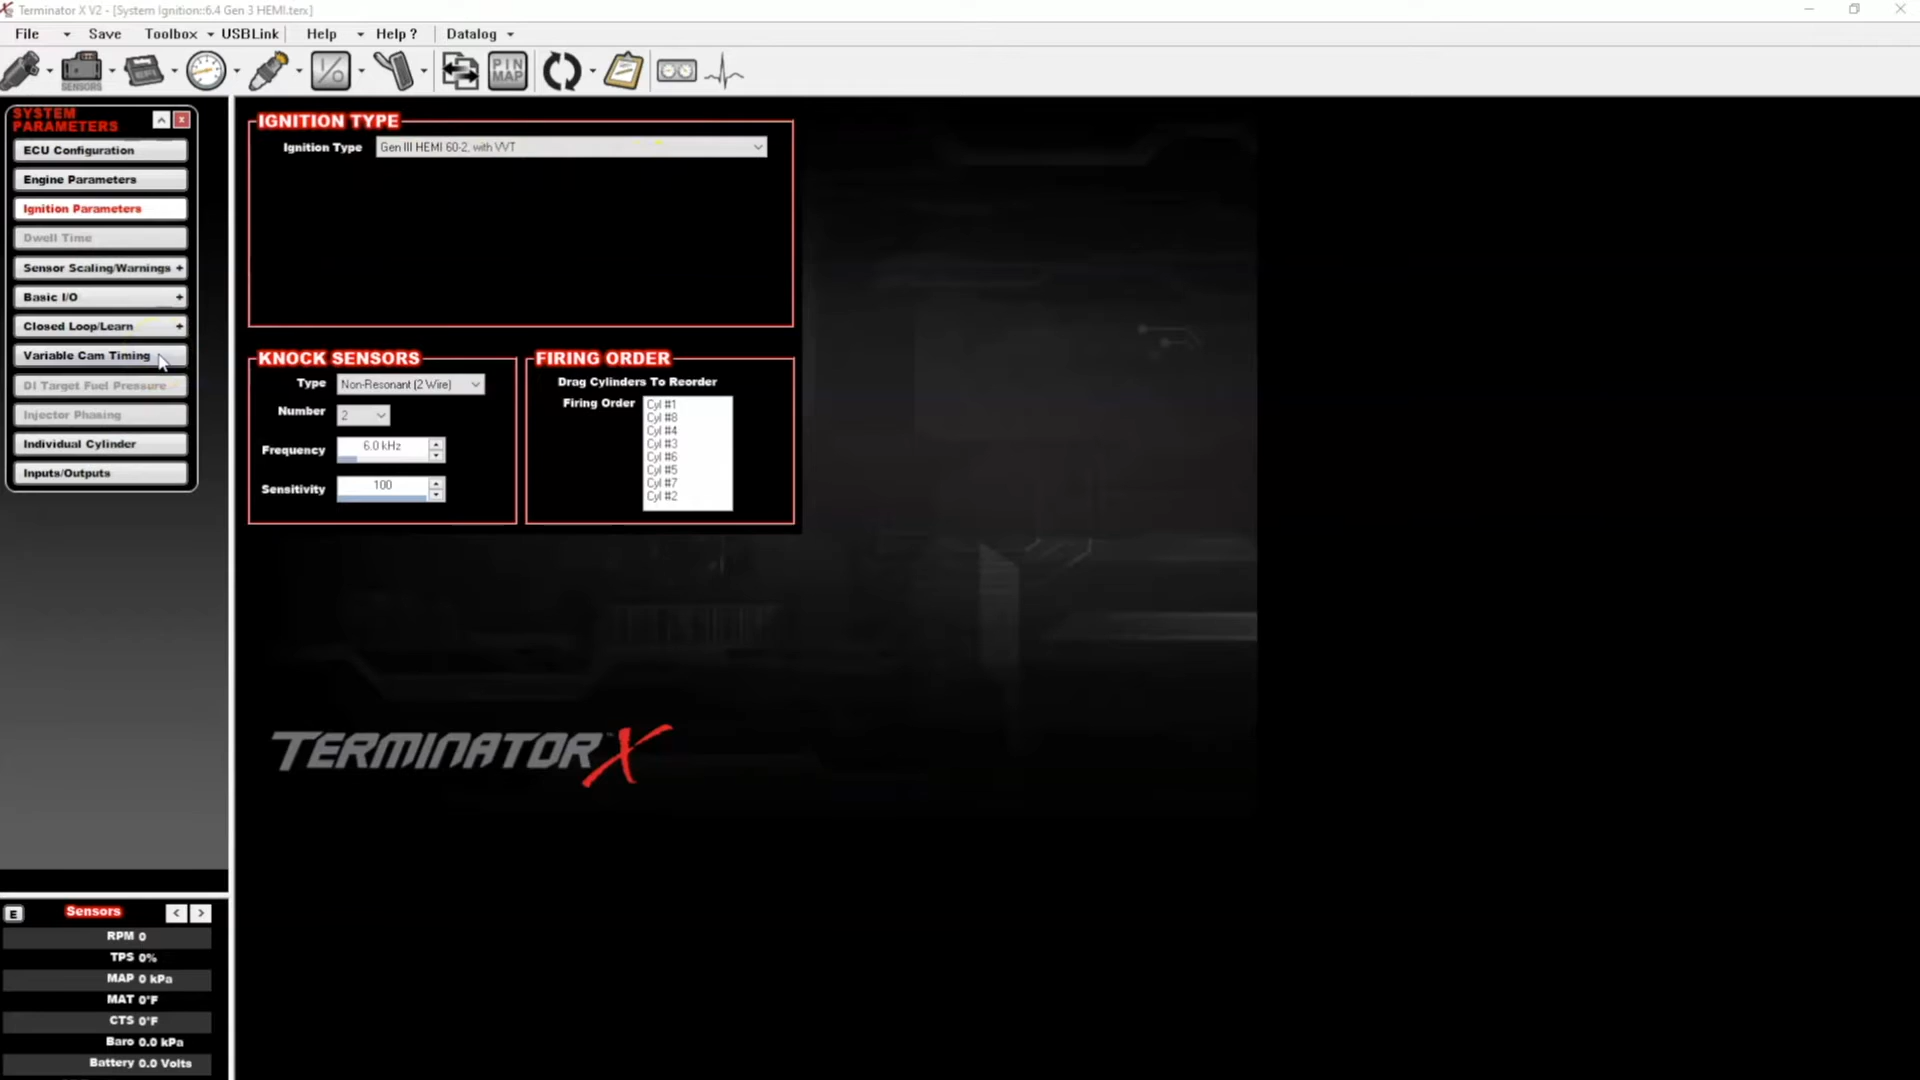 Terminator X V2 - [System Ignition::6.4 Gen 3 HEMI.terx]
File Save Toolbox USBLink Help Help ? Datalog
SENSORS
I/O
PIN
MAP
SYSTEM
PARAMETERS
ECU Configuration
Engine Parameters
Ignition Parameters
Dwell Time
Sensor Scaling/Warnings +
Basic I/O +
Closed Loop/Learn +
Variable Cam Timing
DI Target Fuel Pressure
Injector Phasing
Individual Cylinder
Inputs/Outputs
IGNITION TYPE
Ignition Type Gen III HEMI 60-2, with VVT
KNOCK SENSORS
Type Non-Resonant (2 Wire)
Number 2
Frequency 6.0 kHz
Sensitivity 100
FIRING ORDER
Drag Cylinders To Reorder
Firing Order
Cyl #1
Cyl #8
Cyl #4
Cyl #3
Cyl #6
Cyl #5
Cyl #7
Cyl #2
TERMINATOR X
E Sensors < >
RPM 0
TPS 0%
MAP 0 kPa
MAT 0°F
CTS 0°F
Baro 0.0 kPa
Battery 0.0 Volts